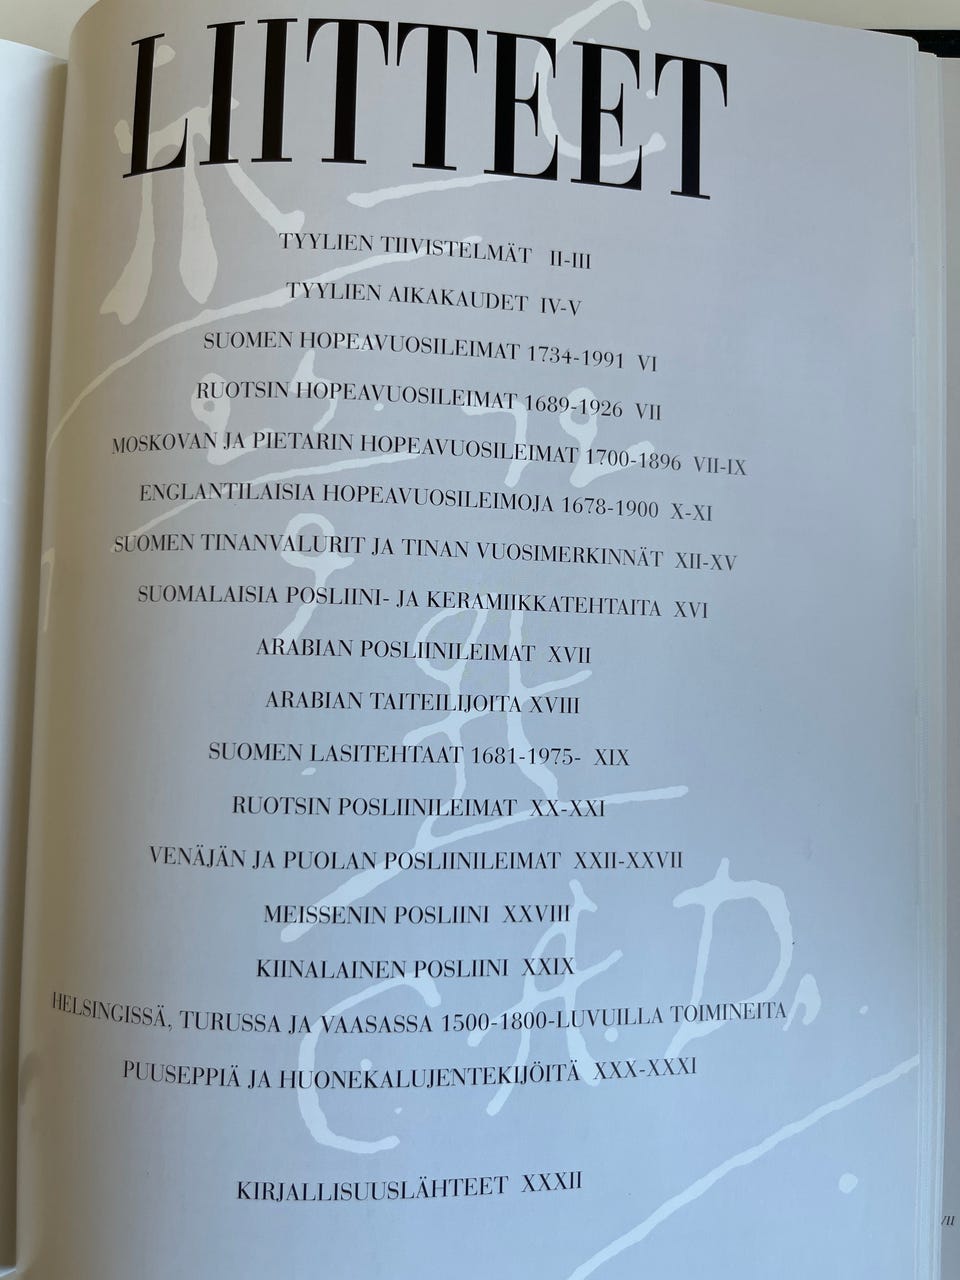 LIITTEET
TYYLIEN TIIVISTELMÄT II-III
TYYLIEN AIKAKAUDET IV-V
SUOMEN HOPEAVUOSILEIMAT 1734-1991 VI
RUOTSIN HOPEAVUOSILEIMAT 1689-1926 VII
MOSKOVAN JA PIETARIN HOPEAVUOSILEIMAT 1700-1896 VII-IX
ENGLANTILAISIA HOPEAVUOSILEIMOJA 1678-1900 X-XI
SUOMEN TINANVALURIT JA TINAN VUOSIMERKINNÄT XII-XV
SUOMALAISIA POSLIINI- JA KERAMIIKKATEHTAITA XVI
ARABIAN POSLIINILEIMAT XVII
ARABIAN TAITEILIJOITA XVIII
SUOMEN LASITEHTAAT 1681-1975- XIX
RUOTSIN POSLIINILEIMAT XX-XXI
VENÄJÄN JA PUOLAN POSLIINILEIMAT XXII-XXVII
MEISSENIN POSLIINI XXVIII
KIINALAINEN POSLIINI XXIX
HELSINGISSÄ, TURUSSA JA VAASASSA 1500-1800-LUVUILLA TOIMINEITA
PUUSEPPIÄ JA HUONEKALUJENTEKIJÖITÄ XXX-XXXI
KIRJALLISUUSLÄHTEET XXXII